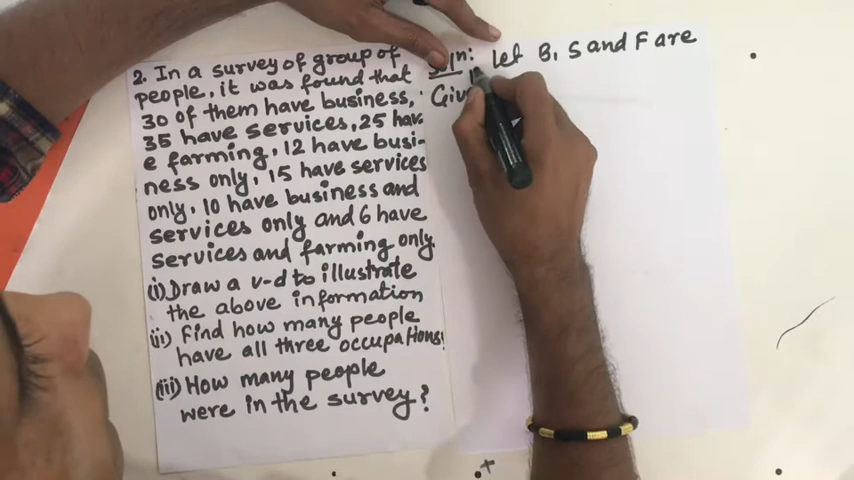 2. In a survey of group of
people, it was found that
30 of them have business,
35 have services, 25 hav
e farming, 12 have busi-
ness only, 15 have services
only, 10 have business and
services only and 6 have
services and farming only.
(i) Draw a v-d to illustrate
the above information
(ii) Find how many people
have all three occupations.
(iii) How many people
were in the survey?
Soln: Let B, S and F are